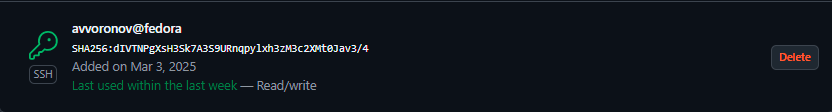 avvoronov@fedora
SHA256:dIVTNPgXsH3Sk7A3S9URnqpylxh3zM3c2XMt0Jav3/4
Added on Mar 3, 2025
Last used within the last week — Read/write
SSH
Delete